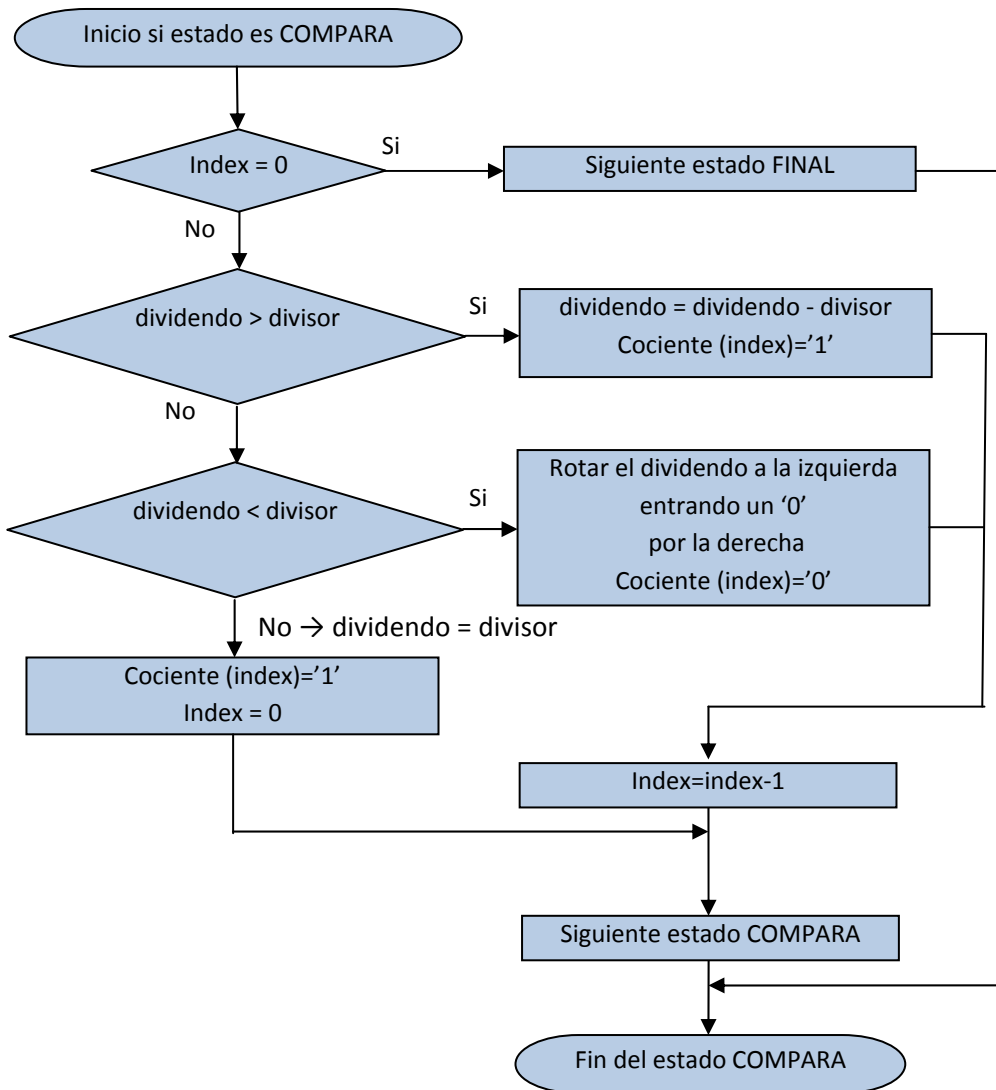 Inicio si estado es COMPARA
Index = 0
Si
Siguiente estado FINAL
No
dividendo > divisor
Si
dividendo = dividendo - divisor
Cociente (index)=’1’
No
dividendo < divisor
Si
Rotar el dividendo a la izquierda
entrando un ‘0’
por la derecha
Cociente (index)=’0’
No → dividendo = divisor
Cociente (index)=’1’
Index = 0
Index=index-1
Siguiente estado COMPARA
Fin del estado COMPARA